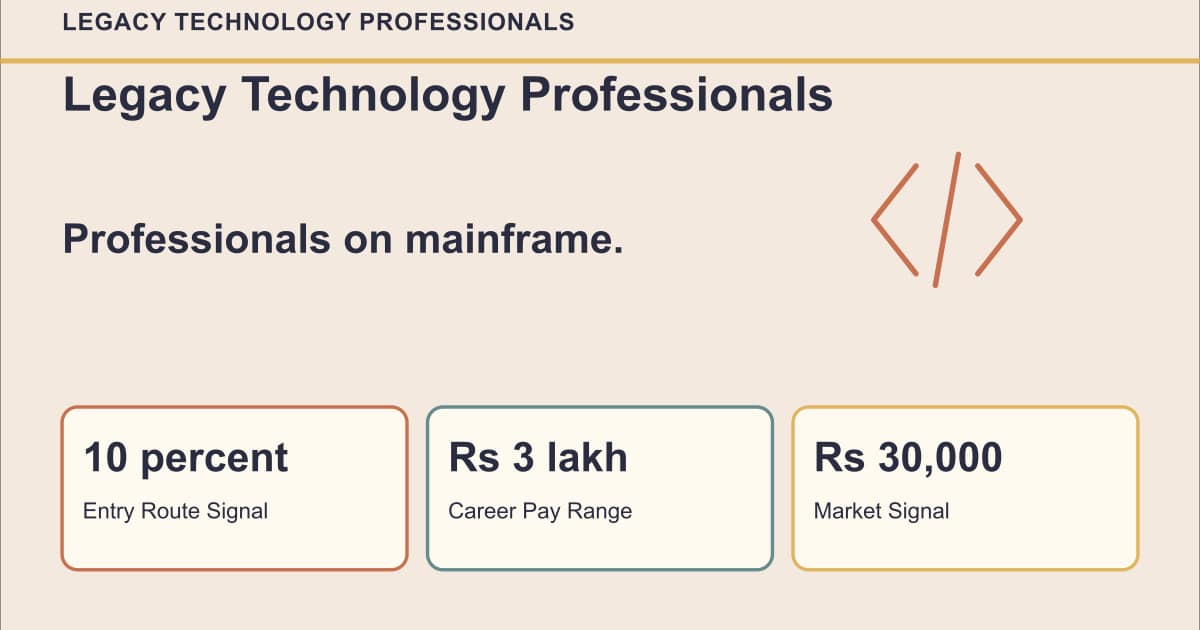 LEGACY TECHNOLOGY PROFESSIONALS
Legacy Technology Professionals
Professionals on mainframe.
10 percent
Entry Route Signal
Rs 3 lakh
Career Pay Range
Rs 30,000
Market Signal